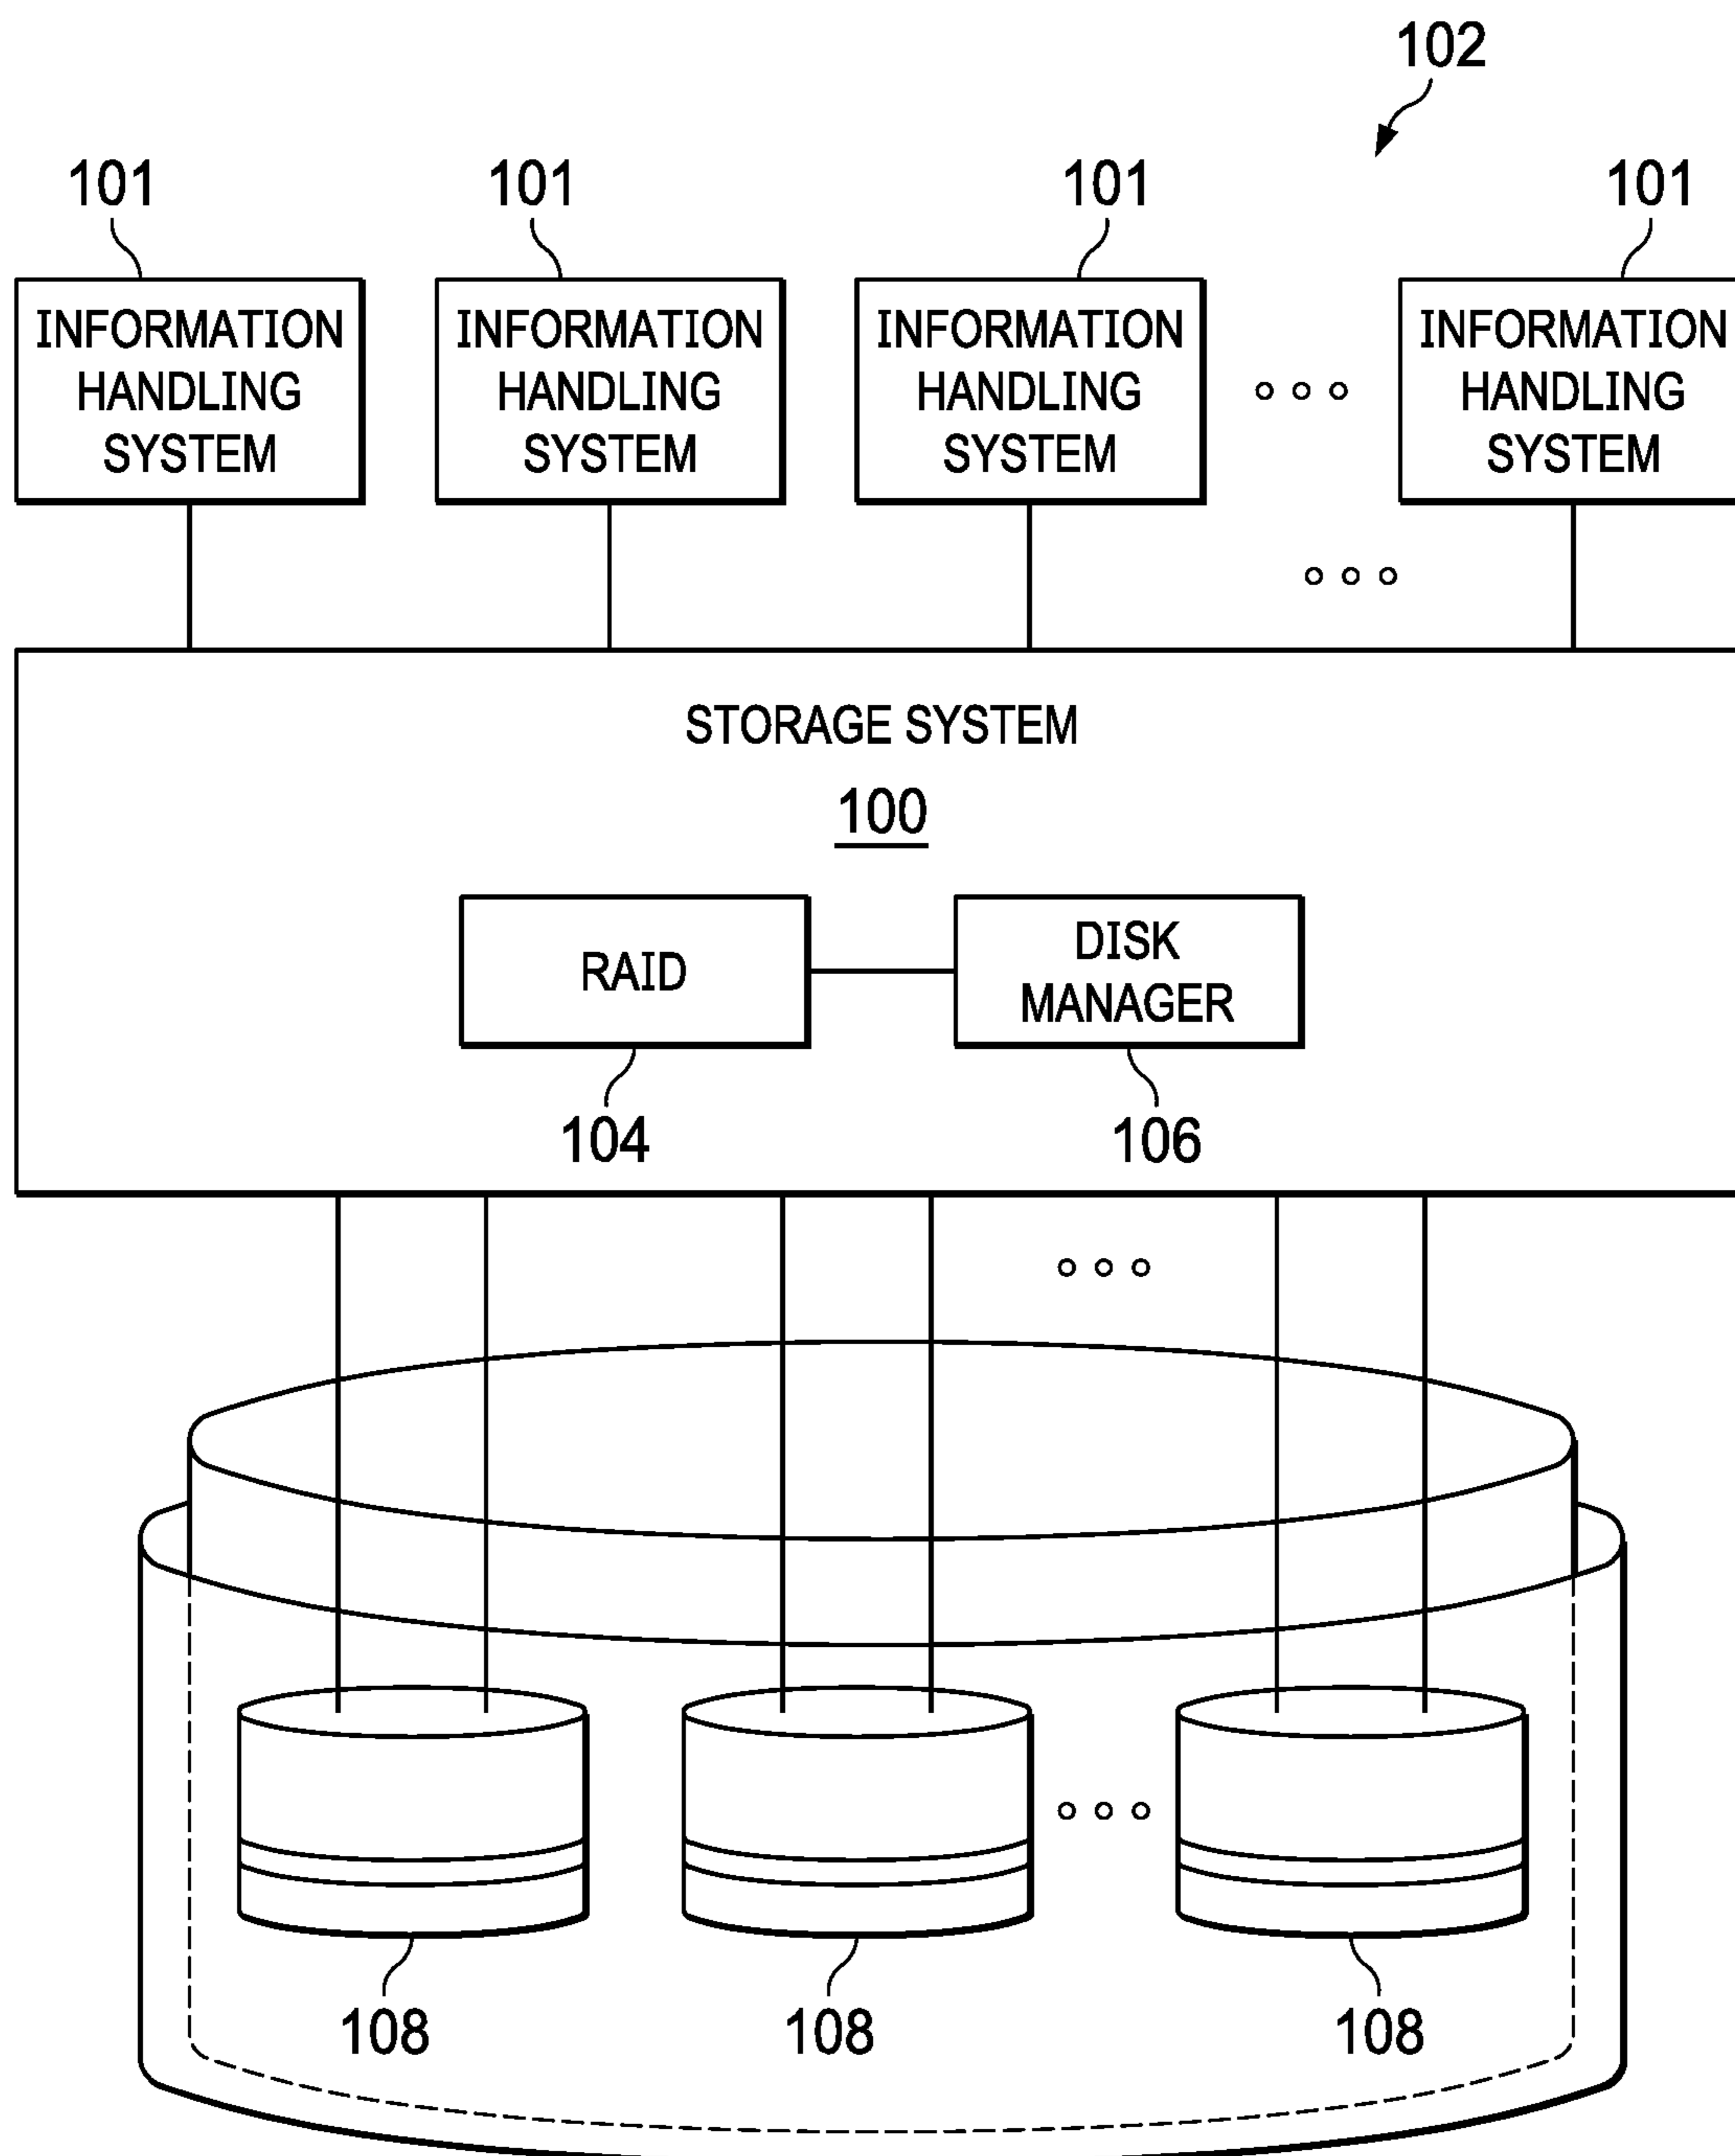 102
101 101 101 101
INFORMATION INFORMATION INFORMATION INFORMATION
HANDLING HANDLING HANDLING HANDLING
SYSTEM SYSTEM SYSTEM SYSTEM
STORAGE SYSTEM
100
RAID
DISK
MANAGER
104 106
108 108 108